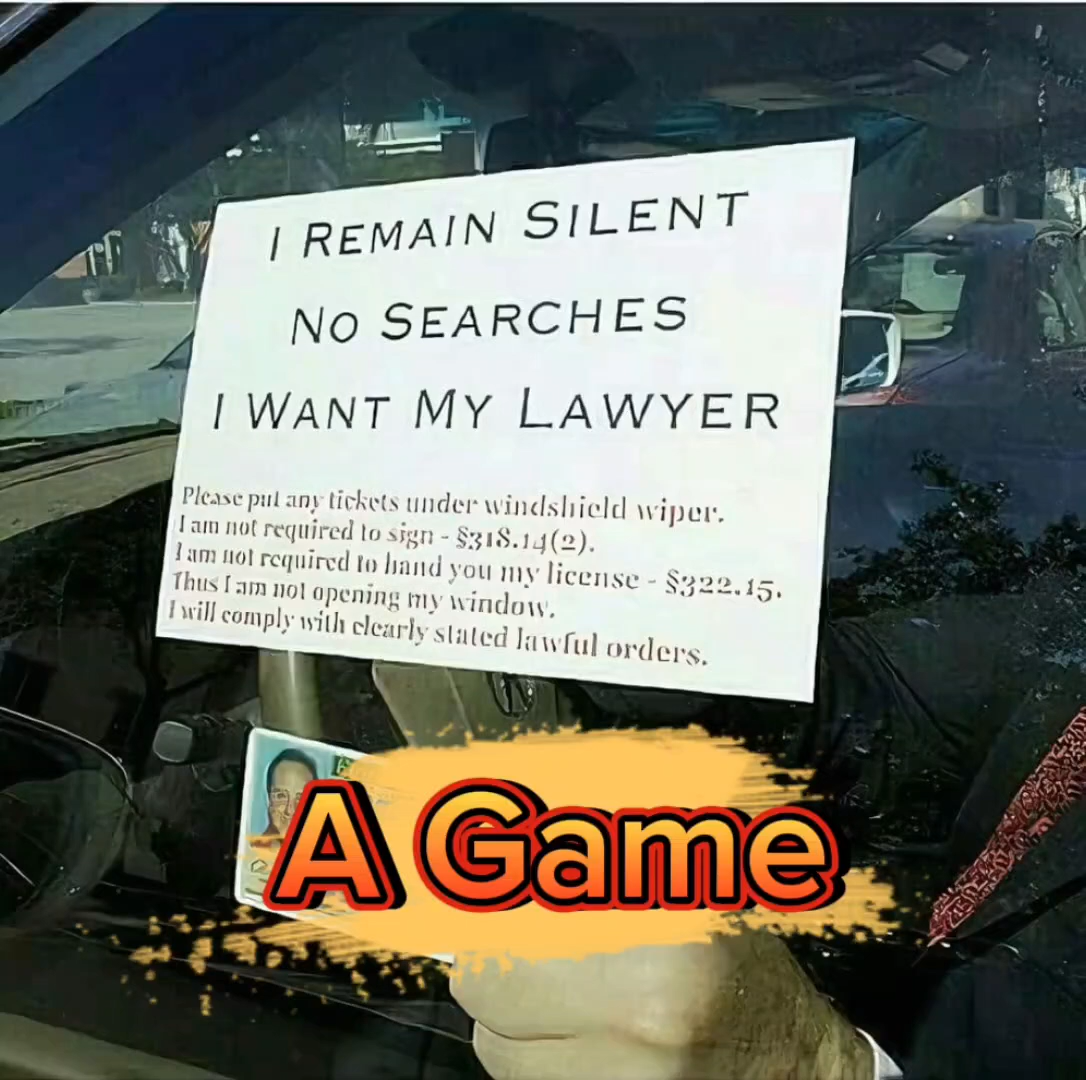 I REMAIN SILENT
NO SEARCHES
I WANT MY LAWYER
Please put any tickets under windshield wiper.
I am not required to sign - §318.14(2).
I am not required to hand you my license - §322.15.
Thus I am not opening my window.
I will comply with clearly stated lawful orders.
A Game